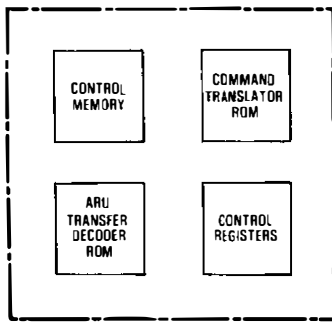 CONTROL
MEMORY
COMMAND
TRANSLATOR
ROM
ARU
TRANSFER
DECODER
ROM
CONTROL
REGISTERS